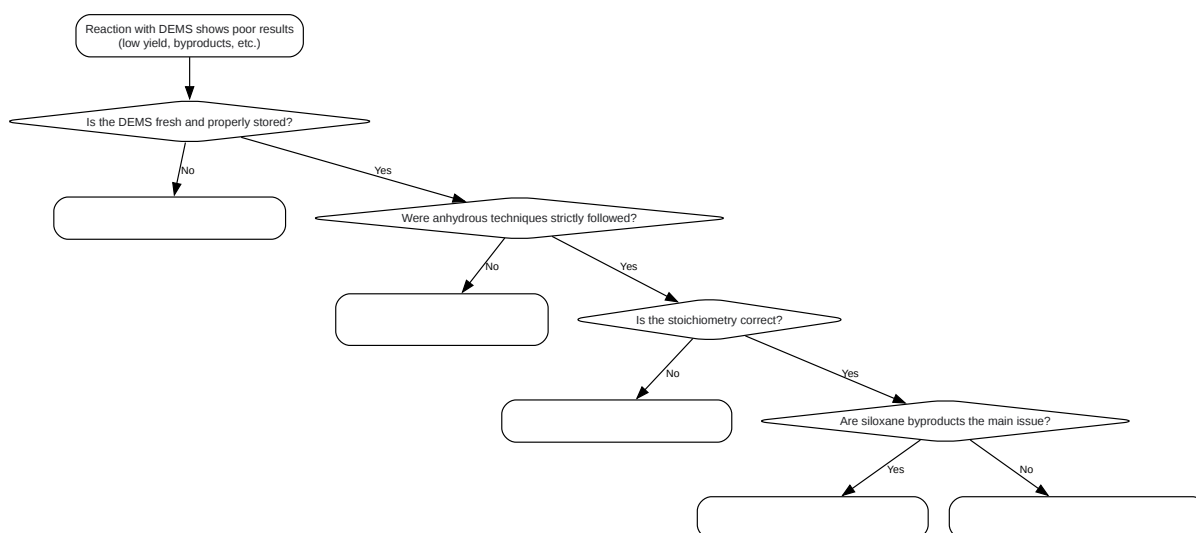 Reaction with DEMS shows poor results
(low yield, byproducts, etc.)
Is the DEMS fresh and properly stored?
No
Yes
Were anhydrous techniques strictly followed?
No
Yes
Is the stoichiometry correct?
No
Yes
Are siloxane byproducts the main issue?
Yes
No